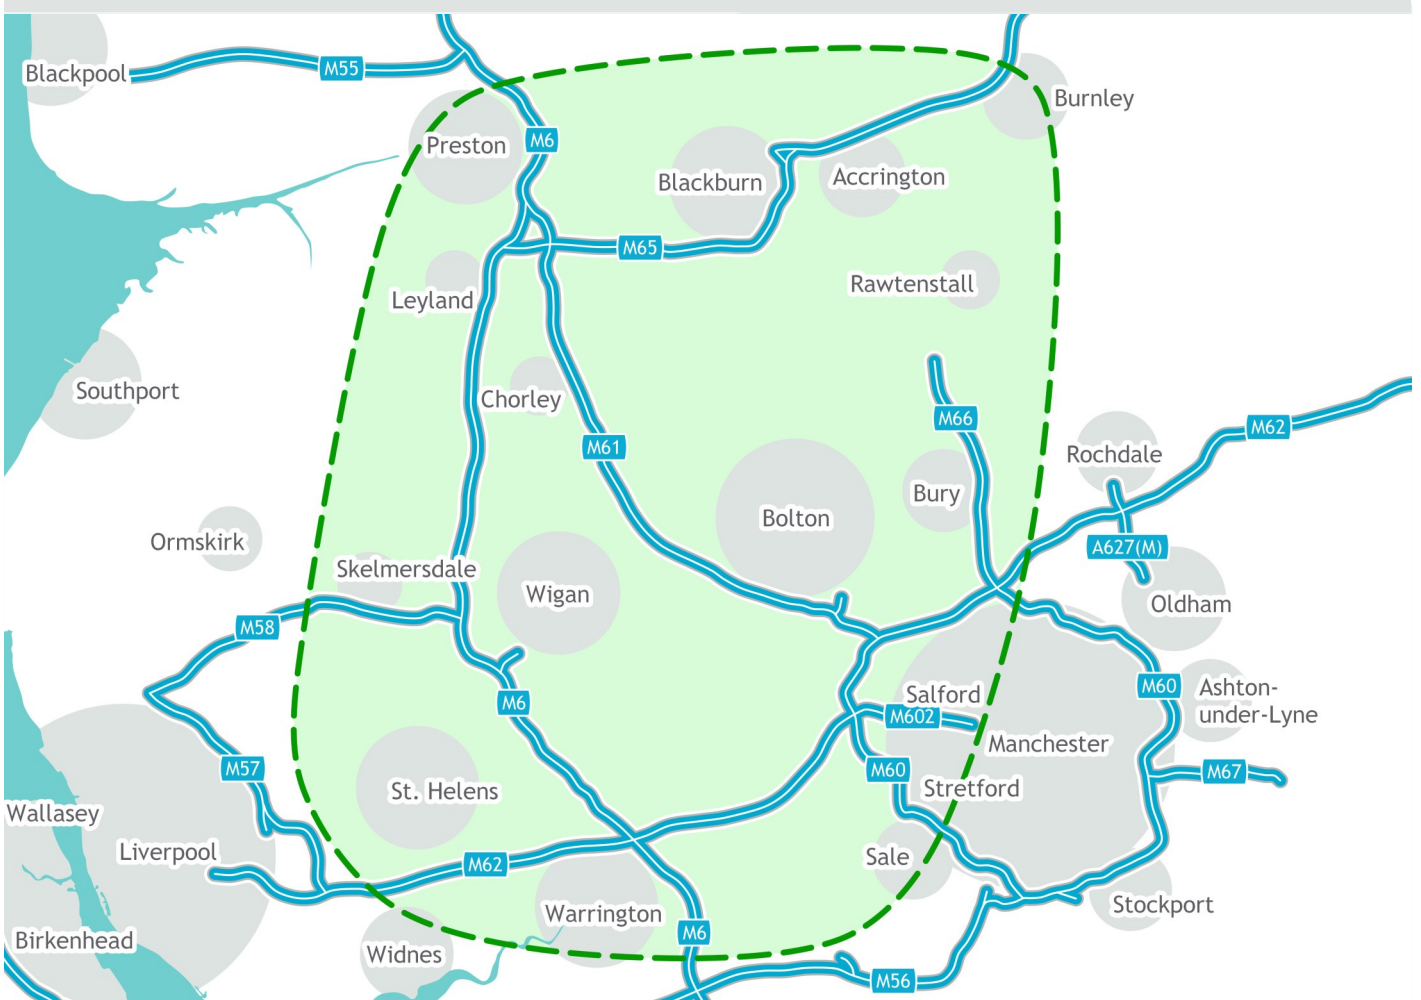 Blackpool
M55
Burnley
Preston
M6
Blackburn
Accrington
M65
Rawtenstall
Leyland
Southport
Chorley
M66
M62
M61
Rochdale
Bury
Bolton
Ormskirk
A627(M)
Skelmersdale
Wigan
Oldham
M58
M60
Ashton-
under-Lyne
Salford
M6
M602
Manchester
M57
M60
M67
St. Helens
Stretford
Wallasey
Liverpool
M62
Sale
Warrington
Stockport
M6
Birkenhead
Widnes
M56